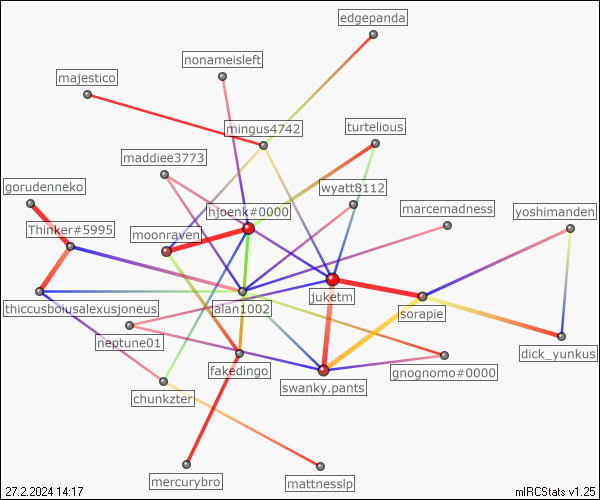 edgepanda
nonameisleft
majestico
mingus4742
turtelious
maddiee3773
gorudenneko
wyatt8112
hjoenk#0000
marcemadness
yoshimanden
Thinker#5995
moonraven
thiccusboiusalexusjoneus
jalan1002
juketm
sorapie
neptune01
dick_yunkus
fakedingo
gnognomo#0000
swanky.pants
chunkzter
mercurybro
mattnesslp
27.2.2024 14:17
mIRCStats v1.25